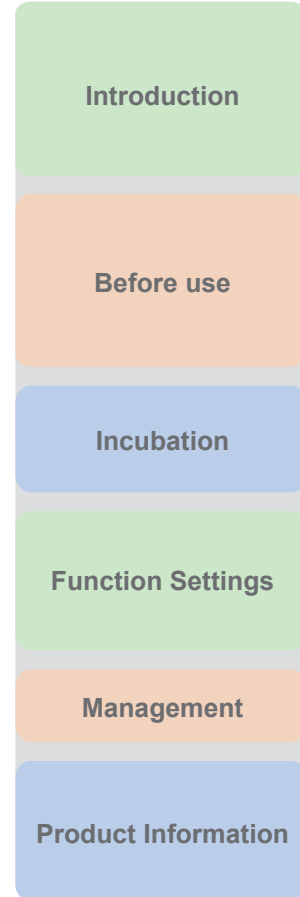 Introduction
Before use
Incubation
Function Settings
Management
Product Information